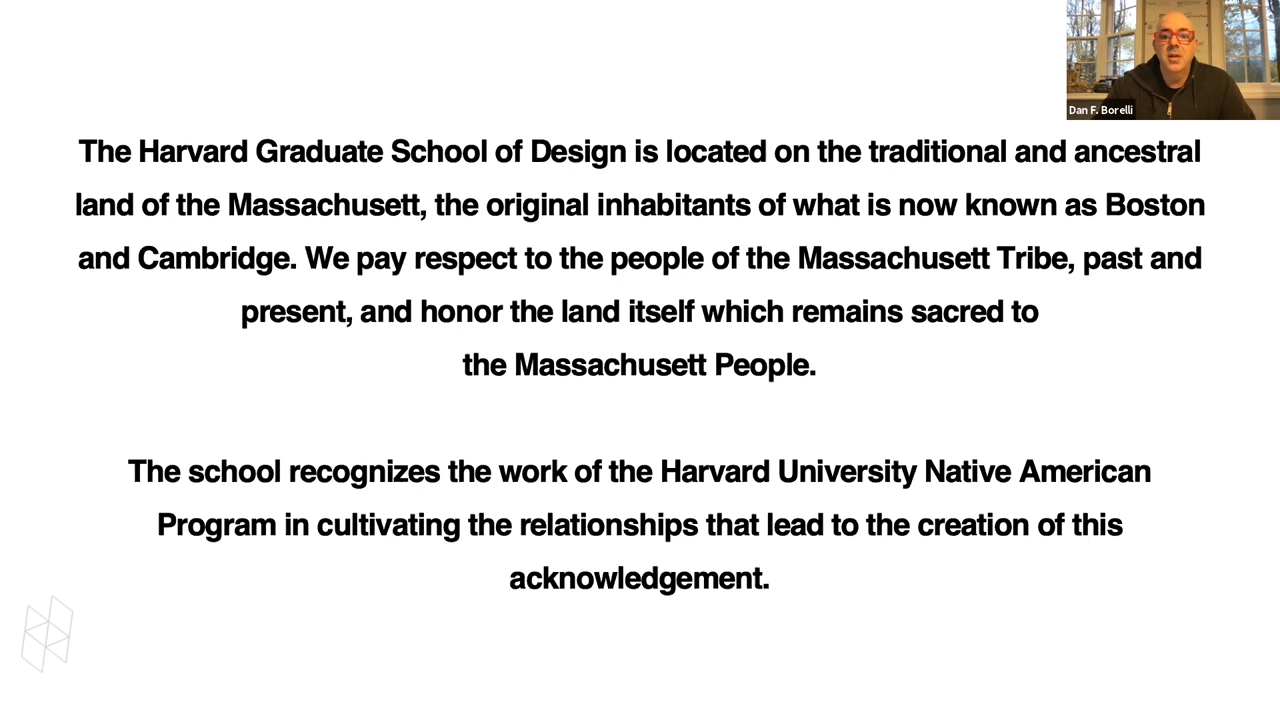 Dan F. Borelli
The Harvard Graduate School of Design is located on the traditional and ancestral
land of the Massachusett, the original inhabitants of what is now known as Boston
and Cambridge. We pay respect to the people of the Massachusett Tribe, past and
present, and honor the land itself which remains sacred to
the Massachusett People.
The school recognizes the work of the Harvard University Native American
Program in cultivating the relationships that lead to the creation of this
acknowledgement.